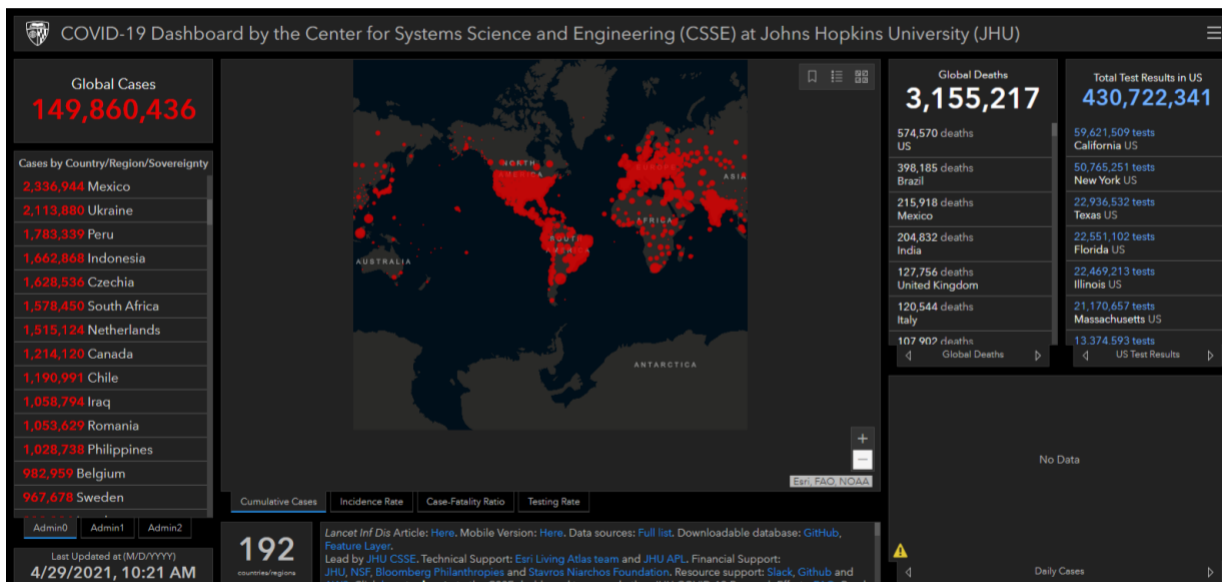 COVID-19 Dashboard by the Center for Systems Science and Engineering (CSSE) at Johns Hopkins University (JHU)
Global Cases
149,860,436
Cases by Country/Region/Sovereignty
2,336,944 Mexico
2,113,880 Ukraine
1,783,339 Peru
1,662,868 Indonesia
1,628,536 Czechia
1,578,450 South Africa
1,515,124 Netherlands
1,214,120 Canada
1,190,991 Chile
1,058,794 Iraq
1,053,629 Romania
1,028,738 Philippines
982,959 Belgium
967,678 Sweden
Admin0
Admin1
Admin2
Last Updated at (M/D/YYYY)
4/29/2021, 10:21 AM
NORTH
AMERICA
EUROPE
ASIA
AFRICA
SOUTH
AMERICA
AUSTRALIA
ANTARCTICA
+
−
Esri, FAO, NOAA
Cumulative Cases
Incidence Rate
Case-Fatality Ratio
Testing Rate
192
countries/regions
Lancet Inf Dis Article: Here. Mobile Version: Here. Data sources: Full list. Downloadable database: GitHub,
Feature Layer.
Lead by JHU CSSE. Technical Support: Esri Living Atlas team and JHU APL. Financial Support:
JHU, NSF, Bloomberg Philanthropies and Stavros Niarchos Foundation. Resource support: Slack, Github and
Global Deaths
3,155,217
574,570 deaths
US
398,185 deaths
Brazil
215,918 deaths
Mexico
204,832 deaths
India
127,756 deaths
United Kingdom
120,544 deaths
Italy
107,902 deaths
Global Deaths
Total Test Results in US
430,722,341
59,621,509 tests
California US
50,765,251 tests
New York US
22,936,532 tests
Texas US
22,551,102 tests
Florida US
22,469,213 tests
Illinois US
21,170,657 tests
Massachusetts US
13,374,593 tests
US Test Results
No Data
Daily Cases